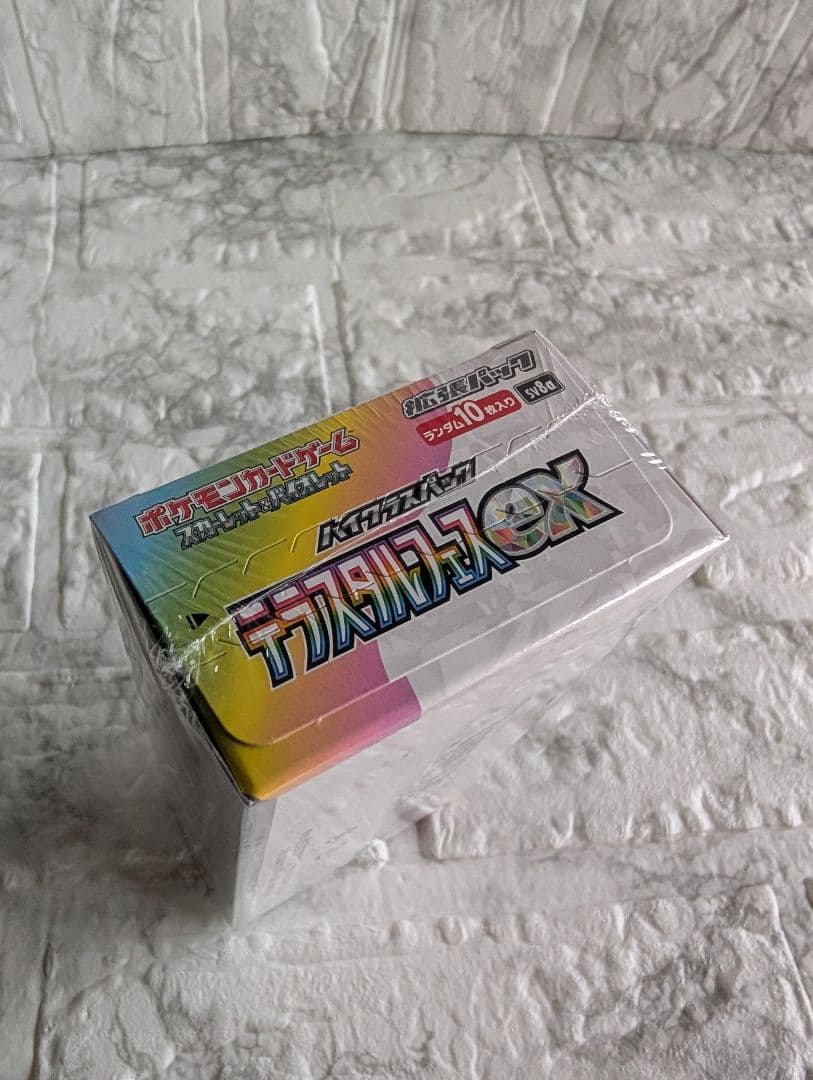 ポケモンカードゲーム
スカーレット&バイオレット
拡張パック
ランダム10枚入り
sv8a
ハイクラスパック
テラスタルフェスex